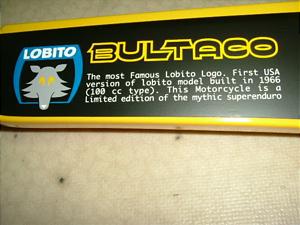 LOBITO
BULTACO
The most Famous Lobito Logo. First USA
version of lobito model built in 1966
(100 cc type). This Motorcycle is a
Limited edition of the mythic superenduro